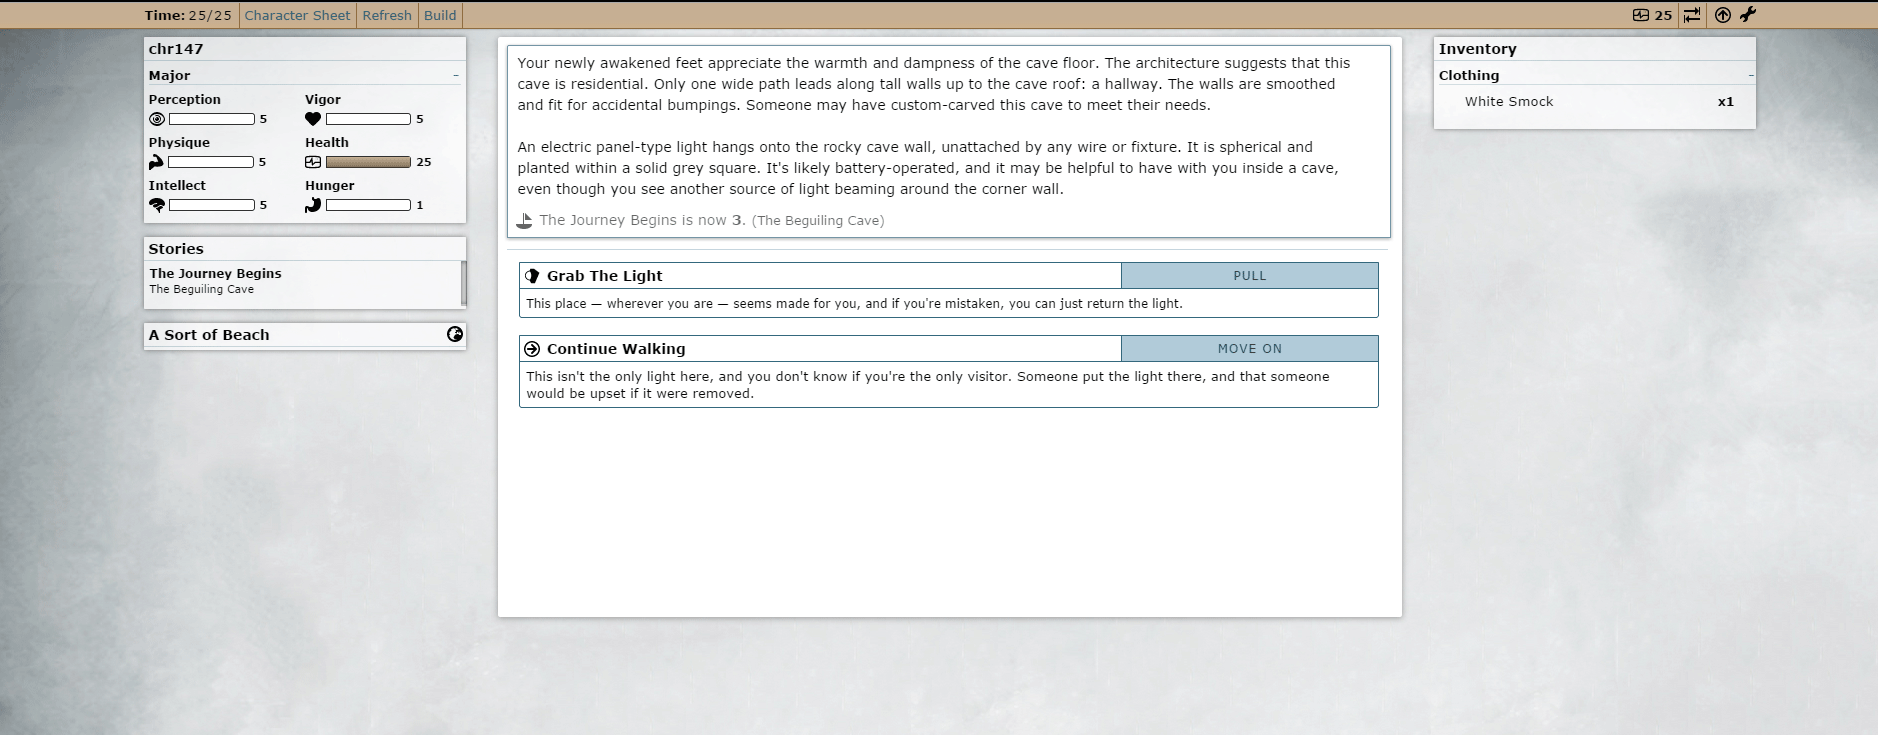 Time: 25/25 Character Sheet Refresh Build 25
chr147
Major -
Perception Vigor
5 5
Physique Health
5 25
Intellect Hunger
5 1
Stories
The Journey Begins
The Beguiling Cave
A Sort of Beach
Your newly awakened feet appreciate the warmth and dampness of the cave floor. The architecture suggests that this
cave is residential. Only one wide path leads along tall walls up to the cave roof: a hallway. The walls are smoothed
and fit for accidental bumpings. Someone may have custom-carved this cave to meet their needs.
An electric panel-type light hangs onto the rocky cave wall, unattached by any wire or fixture. It is spherical and
planted within a solid grey square. It's likely battery-operated, and it may be helpful to have with you inside a cave,
even though you see another source of light beaming around the corner wall.
The Journey Begins is now 3. (The Beguiling Cave)
Grab The Light PULL
This place — wherever you are — seems made for you, and if you're mistaken, you can just return the light.
Continue Walking MOVE ON
This isn't the only light here, and you don't know if you're the only visitor. Someone put the light there, and that someone
would be upset if it were removed.
Inventory
Clothing -
White Smock x1